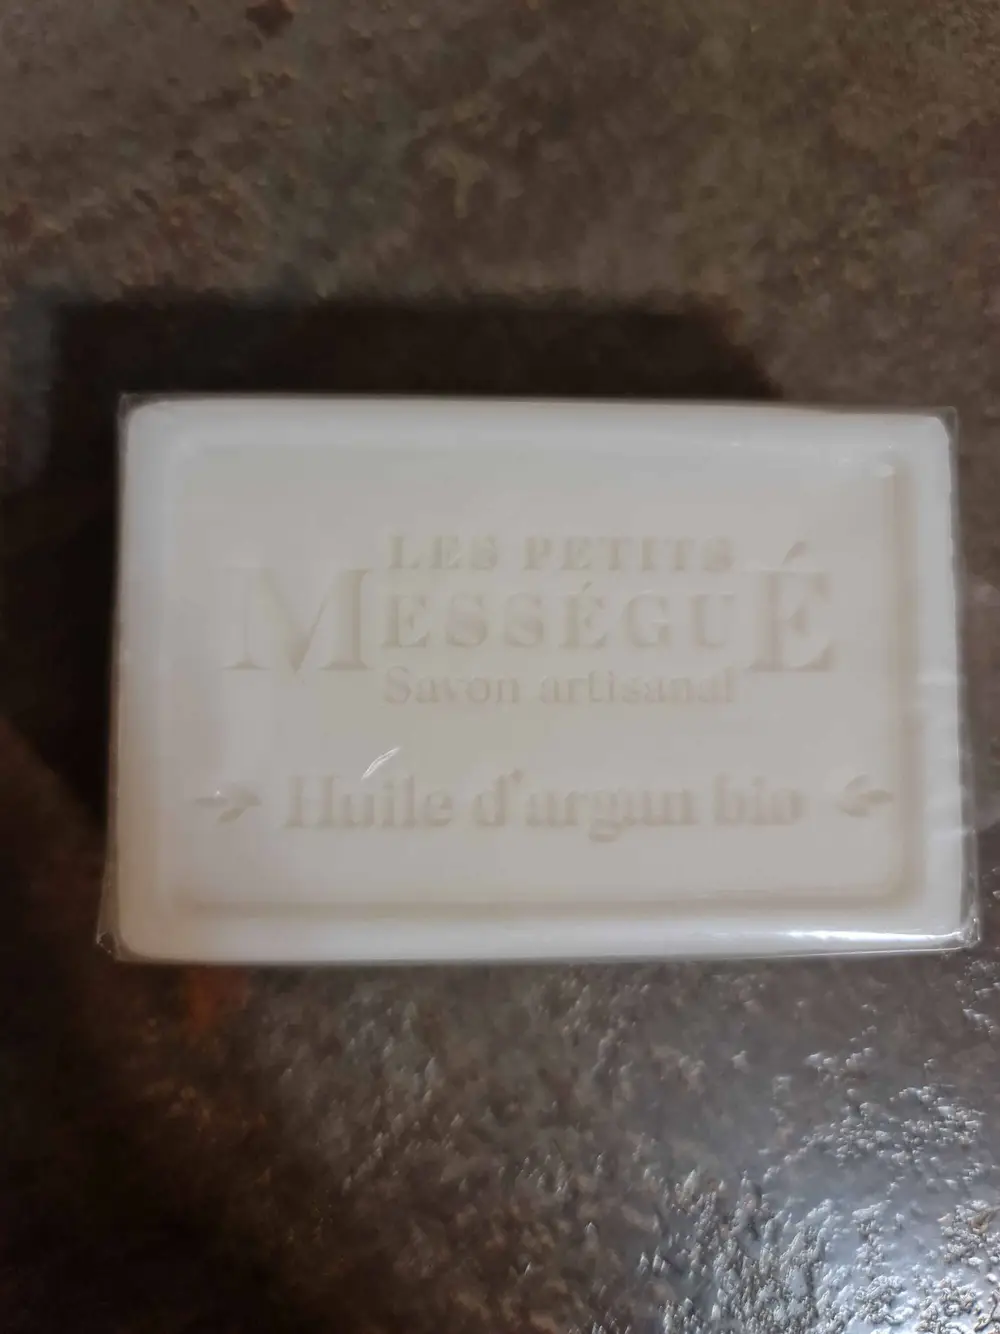 LES PETITS
MESSÉGUÉ
Savon artisanal
Huile d'argan bio